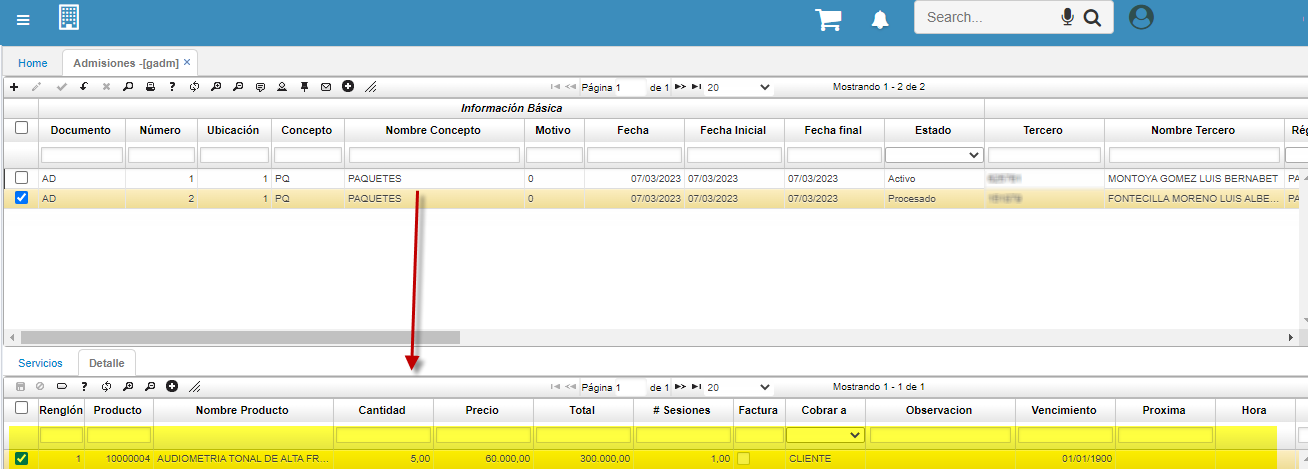 Search...
Home Admisiones -[gadm] ×
Página 1 de 1 20 Mostrando 1 - 2 de 2
Información Básica
Documento Número Ubicación Concepto Nombre Concepto Motivo Fecha Fecha Inicial Fecha final Estado Tercero Nombre Tercero Rég
AD 1 1 PQ PAQUETES 0 07/03/2023 07/03/2023 07/03/2023 Activo MONTOYA GOMEZ LUIS BERNABET PA
AD 2 1 PQ PAQUETES 0 07/03/2023 07/03/2023 07/03/2023 Procesado FONTECILLA MORENO LUIS ALBE... PA
Servicios Detalle
Página 1 de 1 20 Mostrando 1 - 1 de 1
Renglón Producto Nombre Producto Cantidad Precio Total # Sesiones Factura Cobrar a Observacion Vencimiento Proxima Hora
1 10000004 AUDIOMETRIA TONAL DE ALTA FR... 5,00 60.000,00 300.000,00 1,00 CLIENTE 01/01/1900